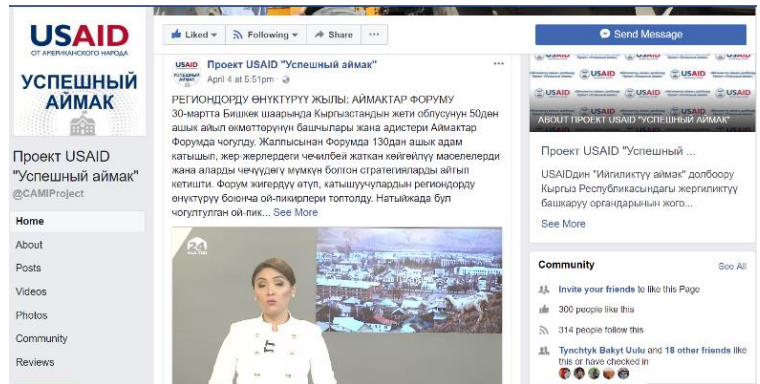 USAID
ОТ АМЕРИКАНСКОГО НАРОДА
УСПЕШНЫЙ
АЙМАК
Проект USAID
"Успешный аймак"
@CAMIProject
Home
About
Posts
Videos
Photos
Community
Reviews
Liked
Following
Share
Send Message
Проект USAID "Успешный аймак"
April 4 at 5:51pm
РЕГИОНДОРДУ ӨНҮКТҮРҮҮ ЖЫЛЫ: АЙМАКТАР ФОРУМУ
30-мартта Бишкек шаарында Кыргызстандын жети облусунун 50ден
ашык айыл өкмөттөрүнүн башчылары жана адистери Аймактар
Форумда чогулду. Жалпысынан Форумда 130дан ашык адам
катышып, жер-жерлердеги чечилбей жаткан көйгөйлүү маселелерди
жана аларды чечүүдөгү мүмкүн болгон стратегияларды айтып
кетишти. Форум жигердүү өтүп, катышуучулардын региондорду
өнүктүрүү боюнча ой-пикирлери топтолду. Натыйжада бул
чогултулган ой-пик... See More
24
USAID
USAID
USAID
USAID
ABOUT ПРОЕКТ USAID "УСПЕШНЫЙ АЙМАК"
Проект USAID "Успешный ...
USAIDдин "Ийгиликтүү аймак" долбоору
Кыргыз Республикасындагы жергиликтүү
башкаруу органдарынын жого...
See More
Community
See All
Invite your friends to like this Page
300 people like this
314 people follow this
Tynchtyk Bakyt Uulu and 18 other friends like
this or have checked in